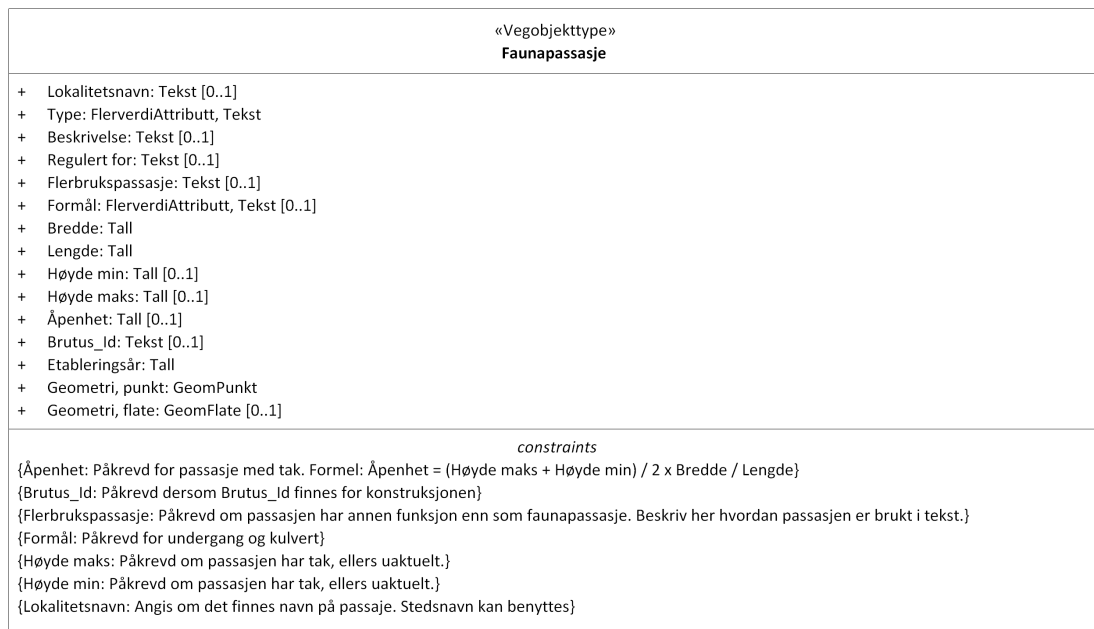 «Vegobjekttype»
Faunapassasje
+ Lokalitetsnavn: Tekst [0..1]
+ Type: FlerverdiAttributt, Tekst
+ Beskrivelse: Tekst [0..1]
+ Regulert for: Tekst [0..1]
+ Flerbrukspassasje: Tekst [0..1]
+ Formål: FlerverdiAttributt, Tekst [0..1]
+ Bredde: Tall
+ Lengde: Tall
+ Høyde min: Tall [0..1]
+ Høyde maks: Tall [0..1]
+ Åpenhet: Tall [0..1]
+ Brutus_Id: Tekst [0..1]
+ Etableringsår: Tall
+ Geometri, punkt: GeomPunkt
+ Geometri, flate: GeomFlate [0..1]
constraints
{Åpenhet: Påkrevd for passasje med tak. Formel: Åpenhet = (Høyde maks + Høyde min) / 2 x Bredde / Lengde}
{Brutus_Id: Påkrevd dersom Brutus_Id finnes for konstruksjonen}
{Flerbrukspassasje: Påkrevd om passasjen har annen funksjon enn som faunapassasje. Beskriv her hvordan passasjen er brukt i tekst.}
{Formål: Påkrevd for undergang og kulvert}
{Høyde maks: Påkrevd om passasjen har tak, ellers uaktuelt.}
{Høyde min: Påkrevd om passasjen har tak, ellers uaktuelt.}
{Lokalitetsnavn: Angis om det finnes navn på passaje. Stedsnavn kan benyttes}